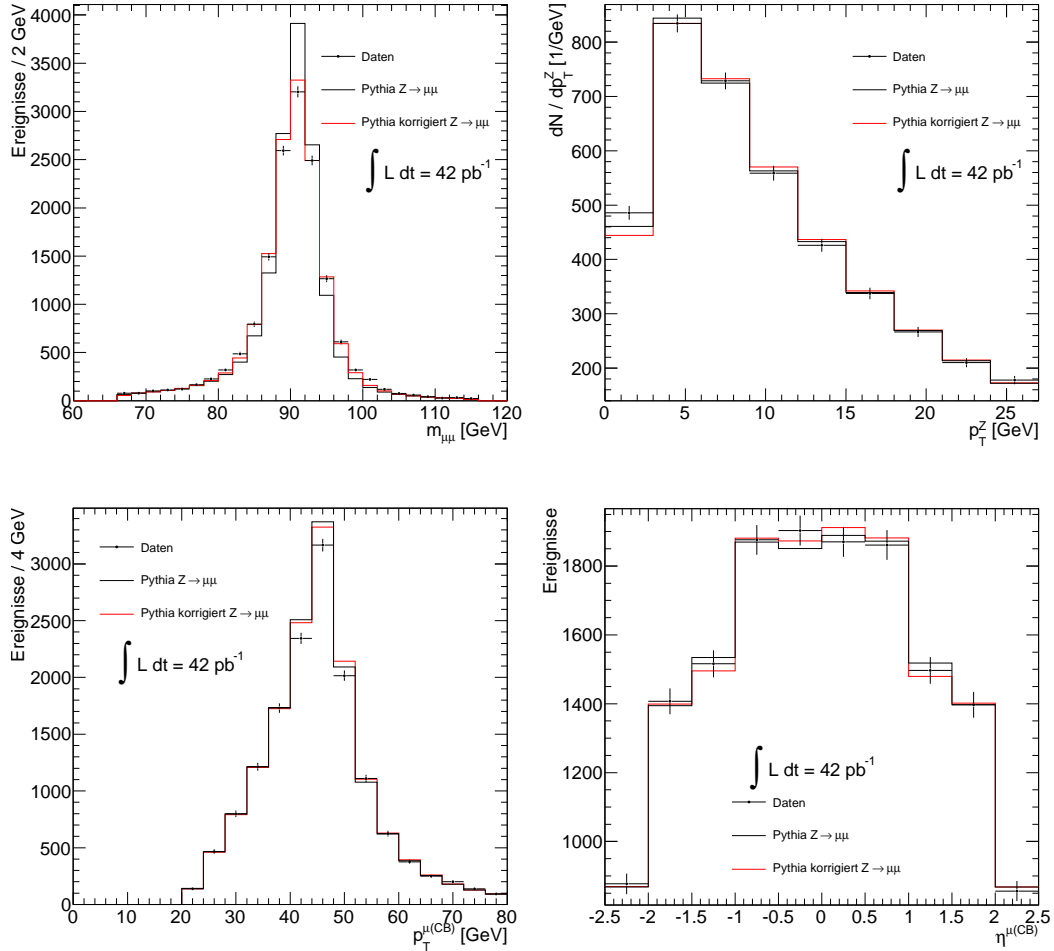 Ereignisse / 2 GeV
4000
3500
3000
2500
2000
1500
1000
500
0
60 70 80 90 100 110 120
m_μμ [GeV]
Daten
Pythia Z → μμ
Pythia korrigiert Z → μμ
∫ L dt = 42 pb⁻¹
dN / dp_T^Z [1/GeV]
800
700
600
500
400
300
200
0 5 10 15 20 25
p_T^Z [GeV]
Daten
Pythia Z → μμ
Pythia korrigiert Z → μμ
∫ L dt = 42 pb⁻¹
Ereignisse / 4 GeV
3000
2500
2000
1500
1000
500
0
0 10 20 30 40 50 60 70 80
p_T^μ(CB) [GeV]
Daten
Pythia Z → μμ
Pythia korrigiert Z → μμ
∫ L dt = 42 pb⁻¹
Ereignisse
1800
1600
1400
1200
1000
-2.5 -2 -1.5 -1 -0.5 0 0.5 1 1.5 2 2.5
η^μ(CB)
∫ L dt = 42 pb⁻¹
Daten
Pythia Z → μμ
Pythia korrigiert Z → μμ